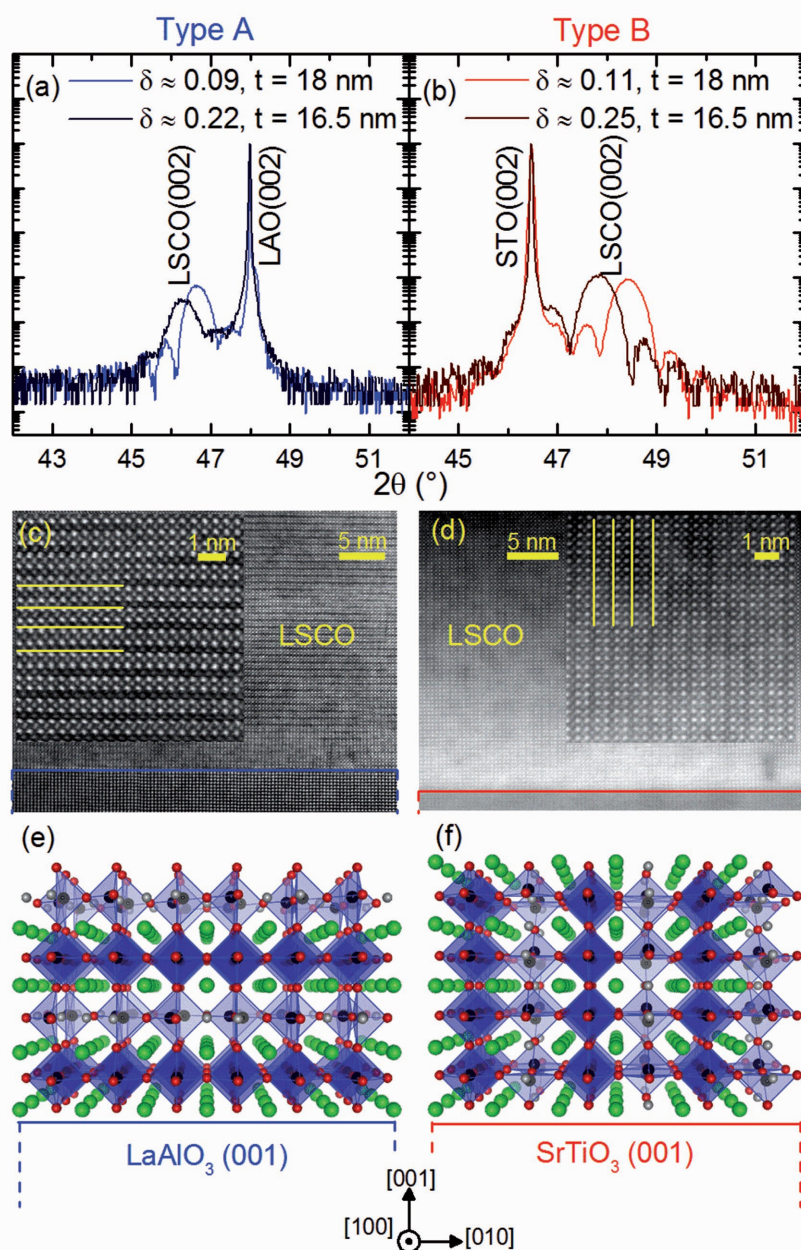 Type A
Type B
(a)
δ ≈ 0.09, t = 18 nm
δ ≈ 0.22, t = 16.5 nm
LSCO(002)
LAO(002)
(b)
δ ≈ 0.11, t = 18 nm
δ ≈ 0.25, t = 16.5 nm
STO(002)
LSCO(002)
43 45 47 49 51
45 47 49 51
2θ (°)
(c)
1 nm
5 nm
LSCO
(d)
5 nm
1 nm
LSCO
(e)
(f)
LaAlO₃ (001)
SrTiO₃ (001)
[001]
[100]
[010]